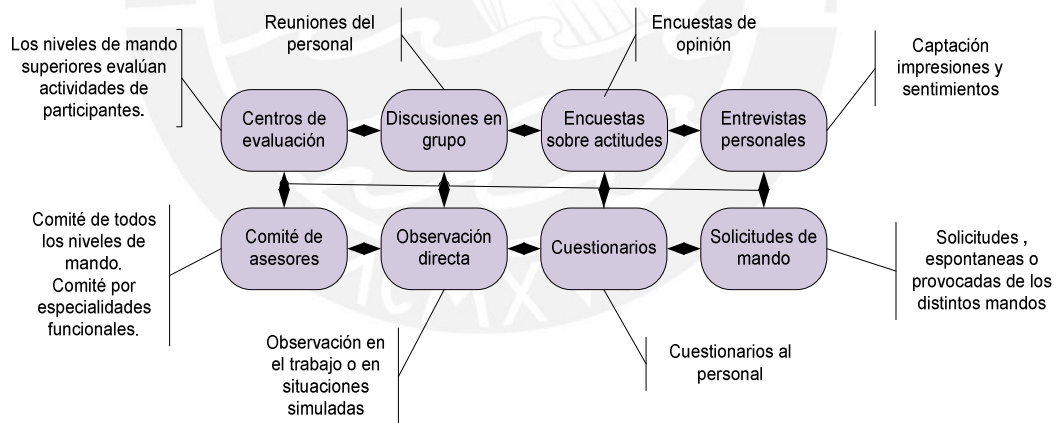 Reuniones del
personal
Encuestas de
opinión
Los niveles de mando
superiores evalúan
actividades de
participantes.
Captación
impresiones y
sentimientos
Centros de
evaluación
Discusiones en
grupo
Encuestas
sobre actitudes
Entrevistas
personales
Comité de todos
los niveles de
mando.
Comité por
especialidades
funcionales.
Comité de
asesores
Observación
directa
Cuestionarios
Solicitudes de
mando
Solicitudes ,
espontaneas o
provocadas de los
distintos mandos
Observación en
el trabajo o en
situaciones
simuladas
Cuestionarios al
personal